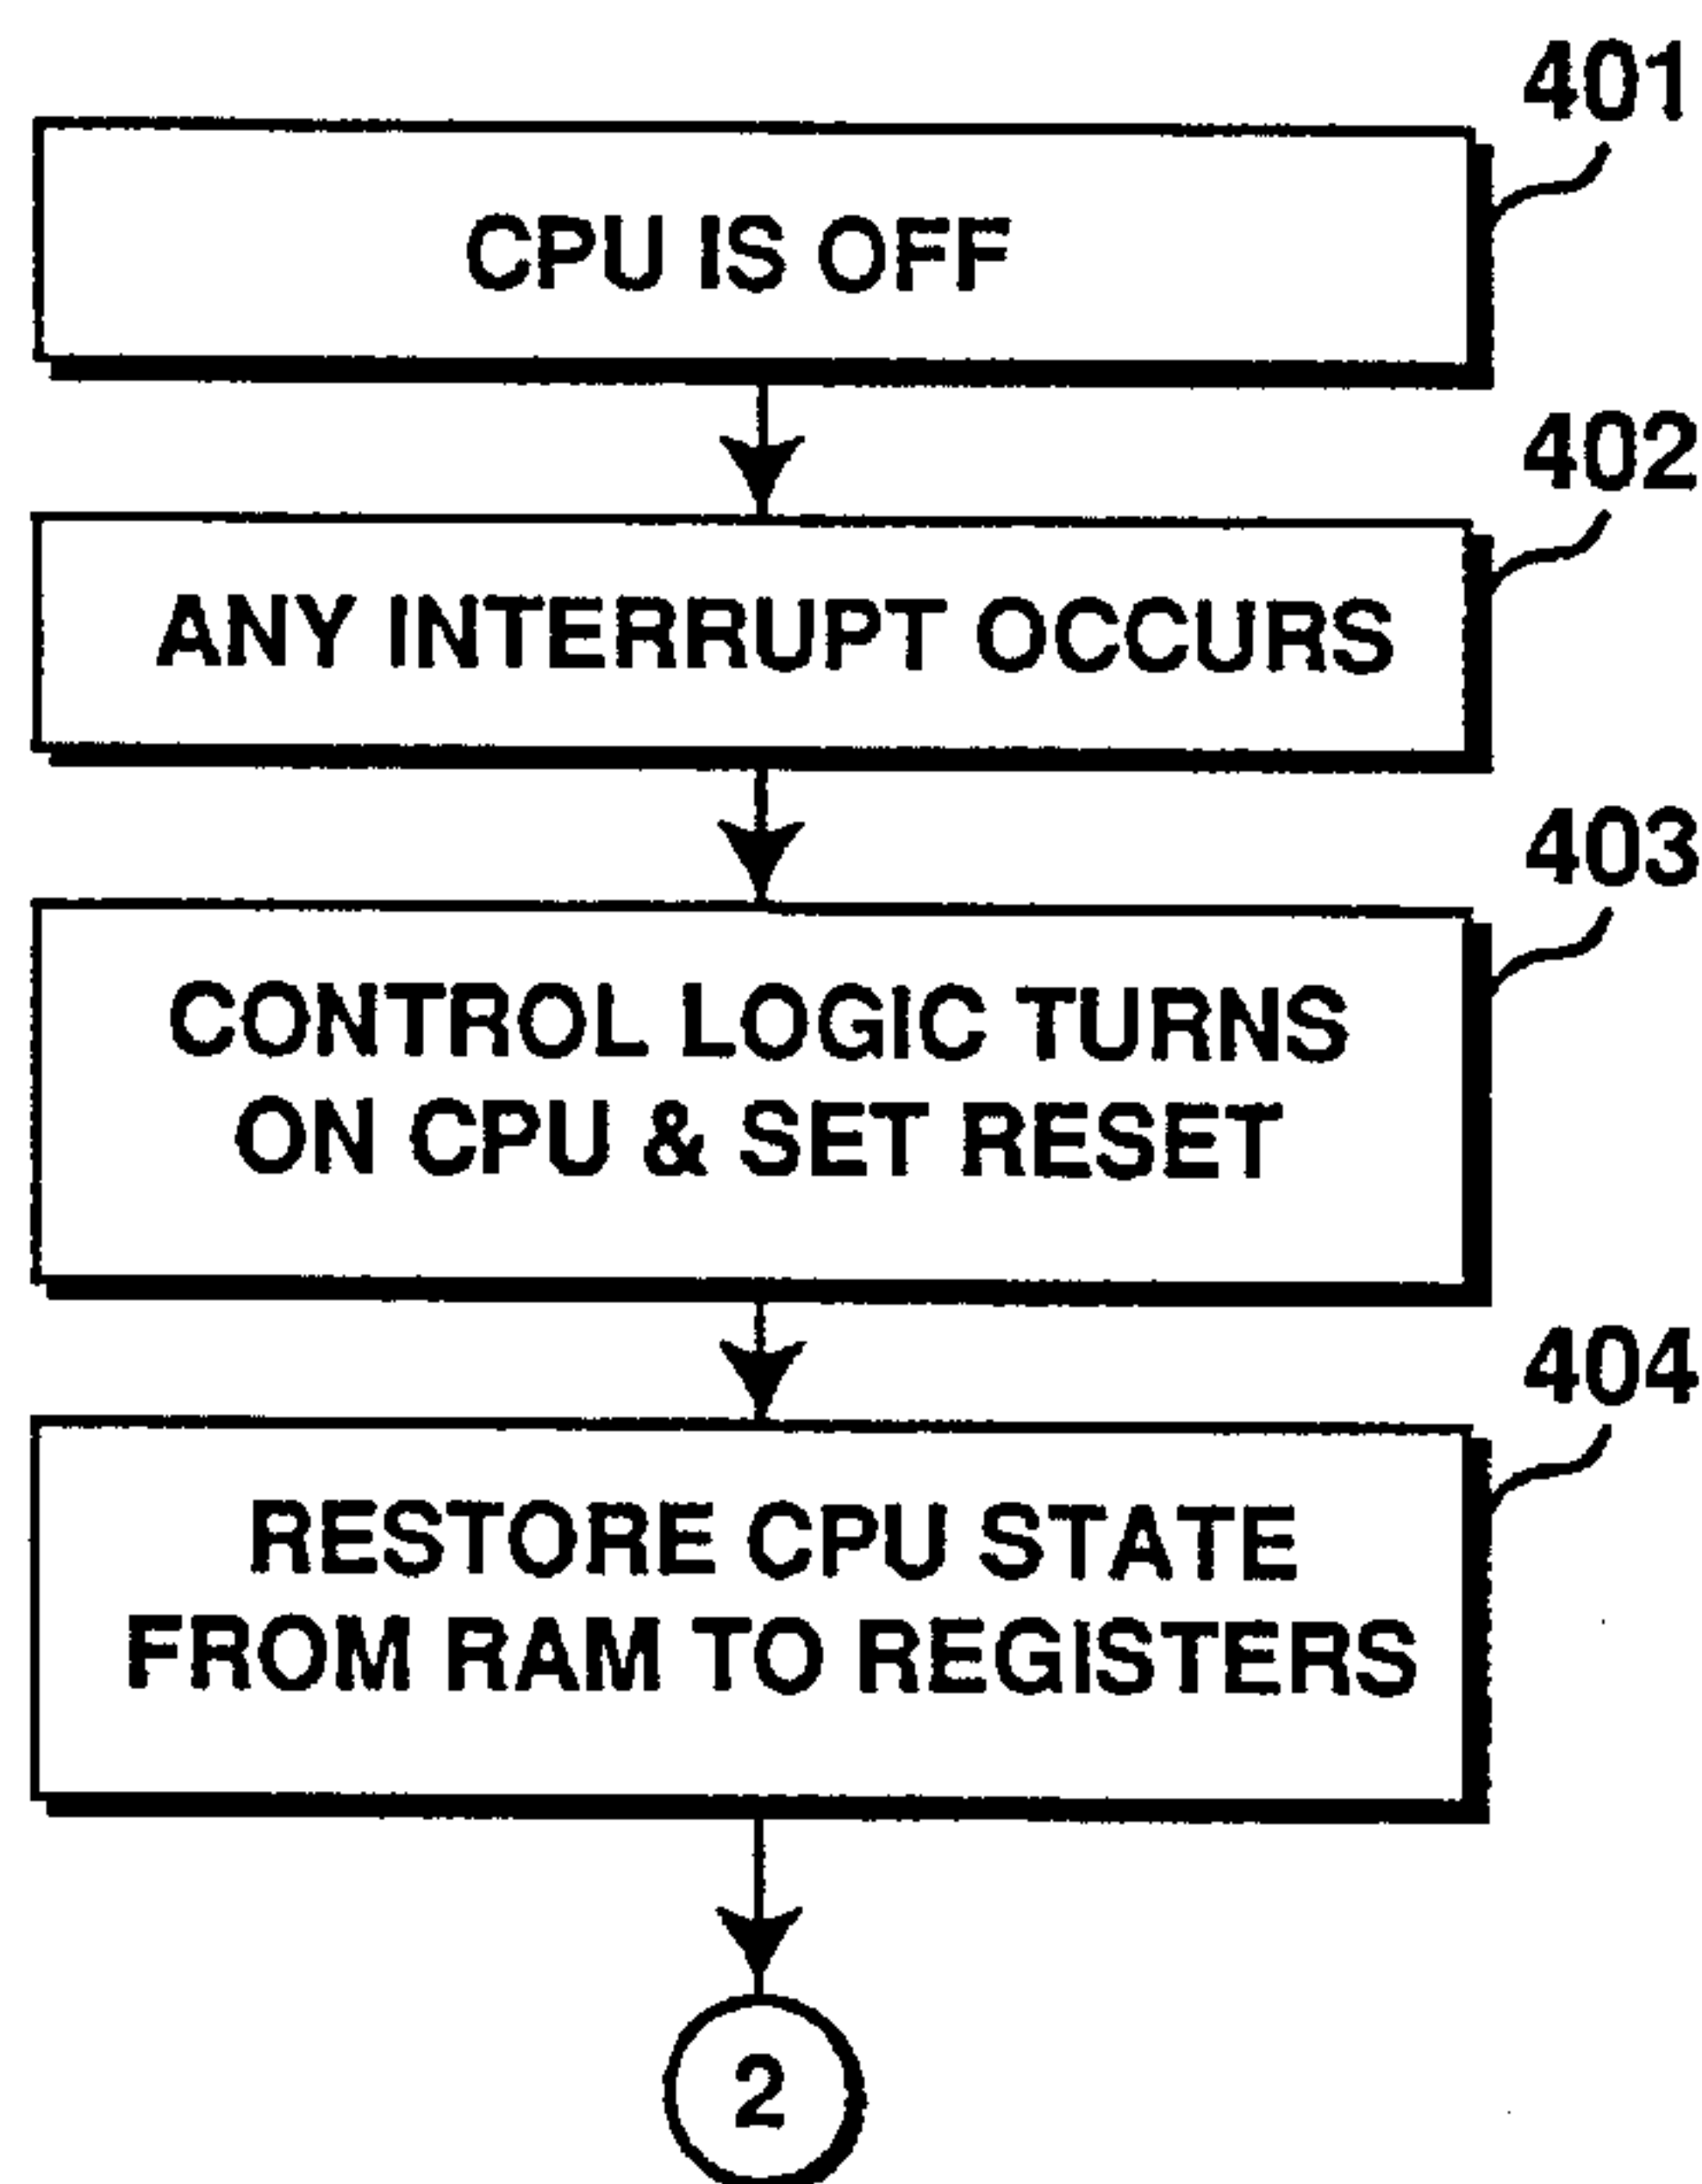 401
CPU IS OFF
402
ANY INTERRUPT OCCURS
403
CONTROL LOGIC TURNS
ON CPU & SET RESET
404
RESTORE CPU STATE
FROM RAM TO REGISTERS
2